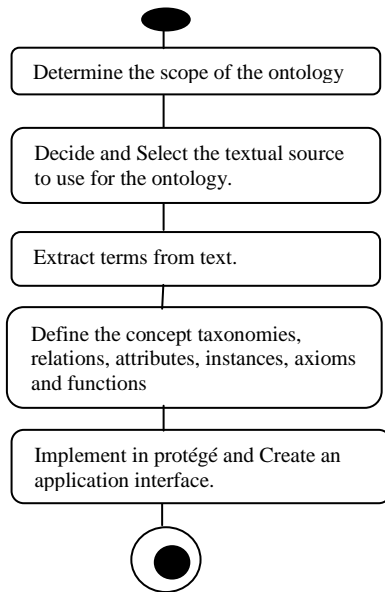 Determine the scope of the ontology
Decide and Select the textual source
to use for the ontology.
Extract terms from text.
Define the concept taxonomies,
relations, attributes, instances, axioms
and functions
Implement in protégé and Create an
application interface.